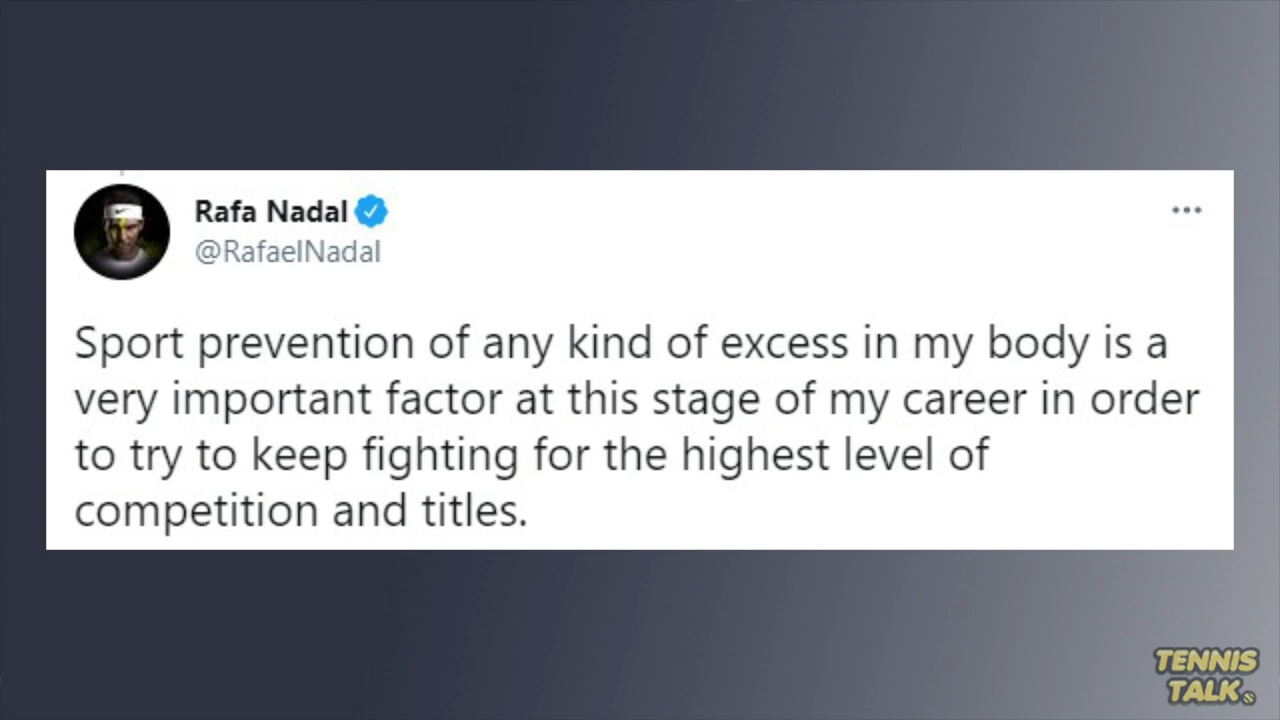 Rafa Nadal
@RafaelNadal
Sport prevention of any kind of excess in my body is a
very important factor at this stage of my career in order
to try to keep fighting for the highest level of
competition and titles.
TENNIS
TALK